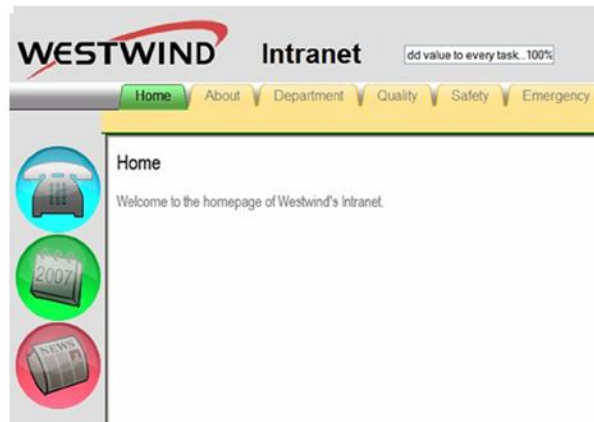 WESTWIND
Intranet
dd value to every task...100%
Home About Department Quality Safety Emergency
Home
Welcome to the homepage of Westwind's Intranet.
2007
NEWS